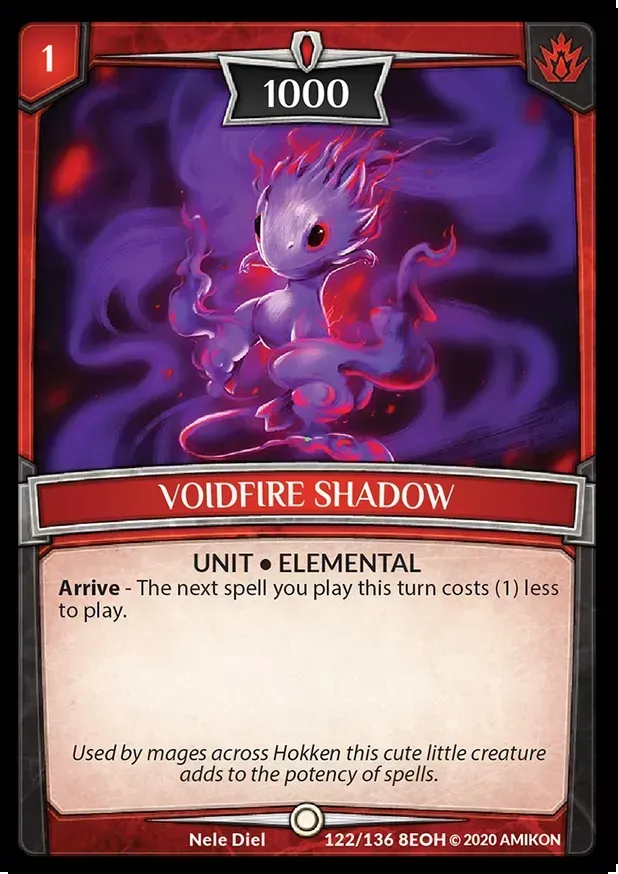 1
1000
VOIDFIRE SHADOW
UNIT • ELEMENTAL
Arrive - The next spell you play this turn costs (1) less
to play.
Used by mages across Hokken this cute little creature
adds to the potency of spells.
Nele Diel 122/136 8EOH © 2020 AMIKON